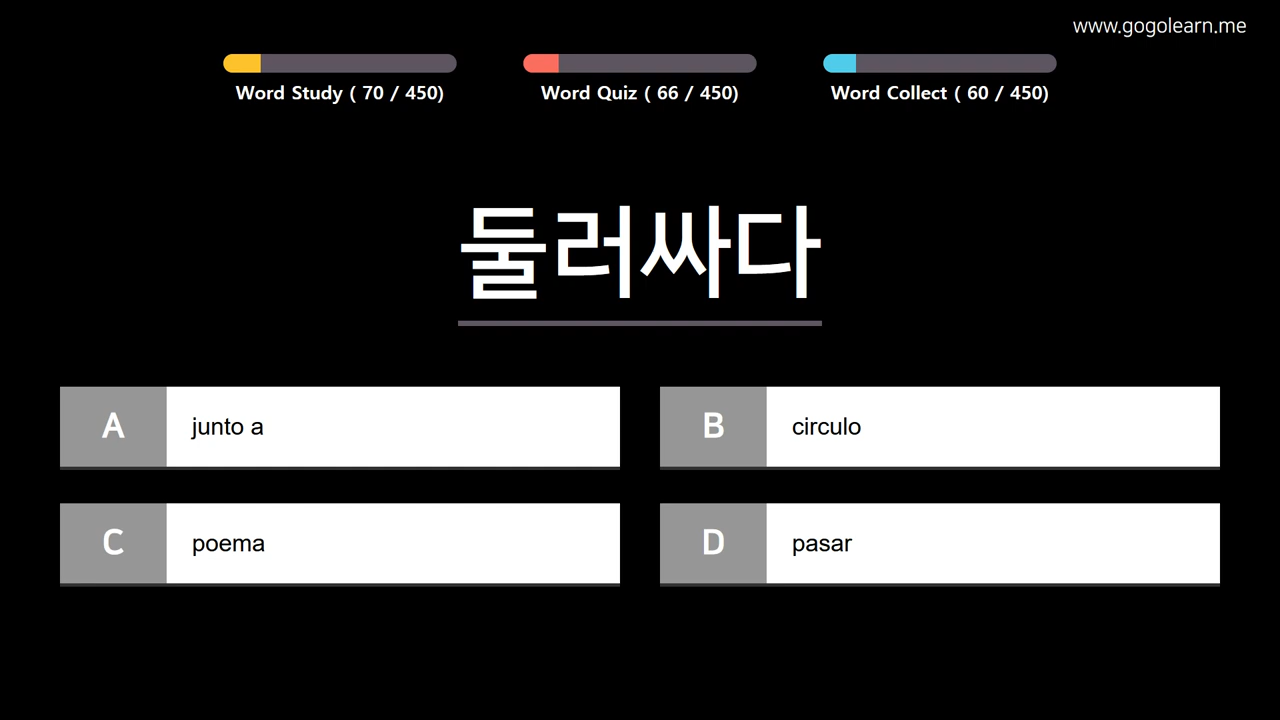 www.gogolearn.me
Word Study ( 70 / 450)
Word Quiz ( 66 / 450)
Word Collect ( 60 / 450)
둘러싸다
A junto a
B circulo
C poema
D pasar